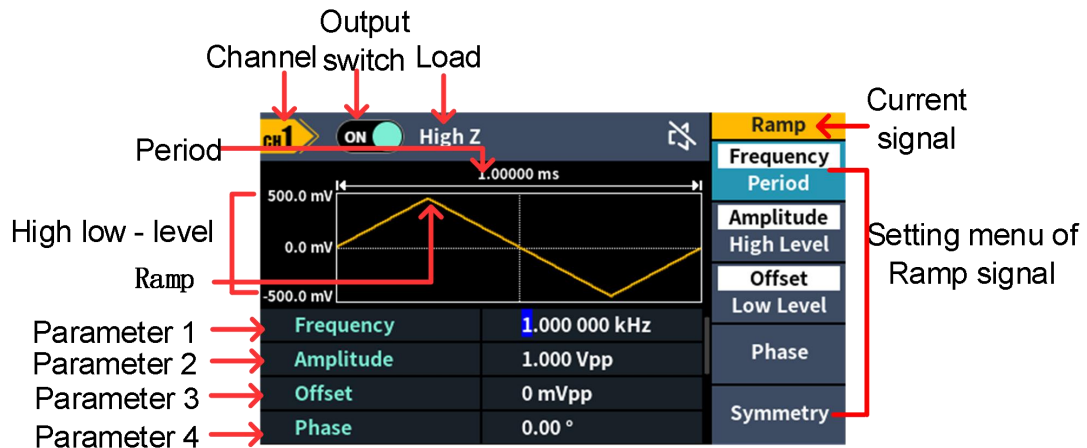 Output
Channel switch Load
CH1 ON High Z
Ramp
Current
signal
Period
1.00000 ms
Frequency
Period
500.0 mV
0.0 mV
-500.0 mV
High low - level
Ramp
Amplitude
High Level
Offset
Low Level
Phase
Symmetry
Setting menu of
Ramp signal
Parameter 1 Frequency 1.000 000 kHz
Parameter 2 Amplitude 1.000 Vpp
Parameter 3 Offset 0 mVpp
Parameter 4 Phase 0.00 °